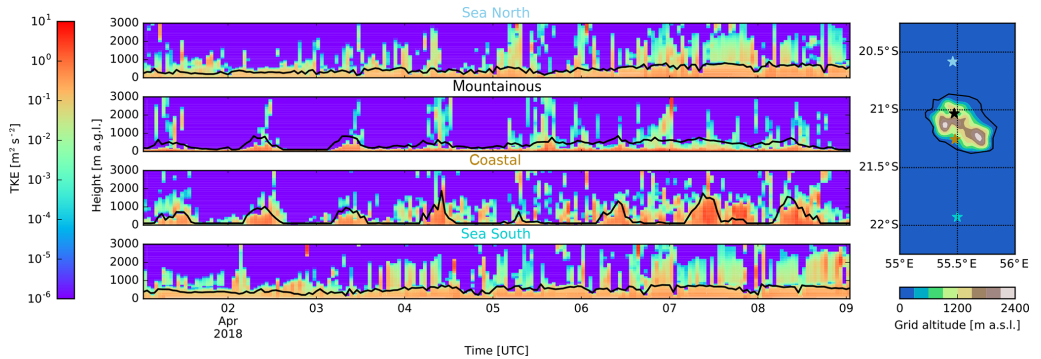 Sea North
3000
2000
1000
0
Mountainous
3000
2000
1000
0
Coastal
3000
2000
1000
0
Sea South
3000
2000
1000
0
02
03
04
05
06
07
08
09
Apr
2018
Time [UTC]
Height [m a.g.l.]
TKE [m² s⁻²]
10¹
10⁰
10⁻¹
10⁻²
10⁻³
10⁻⁴
10⁻⁵
10⁻⁶
20.5°S
21°S
21.5°S
22°S
55°E
55.5°E
56°E
0
1200
2400
Grid altitude [m a.s.l.]